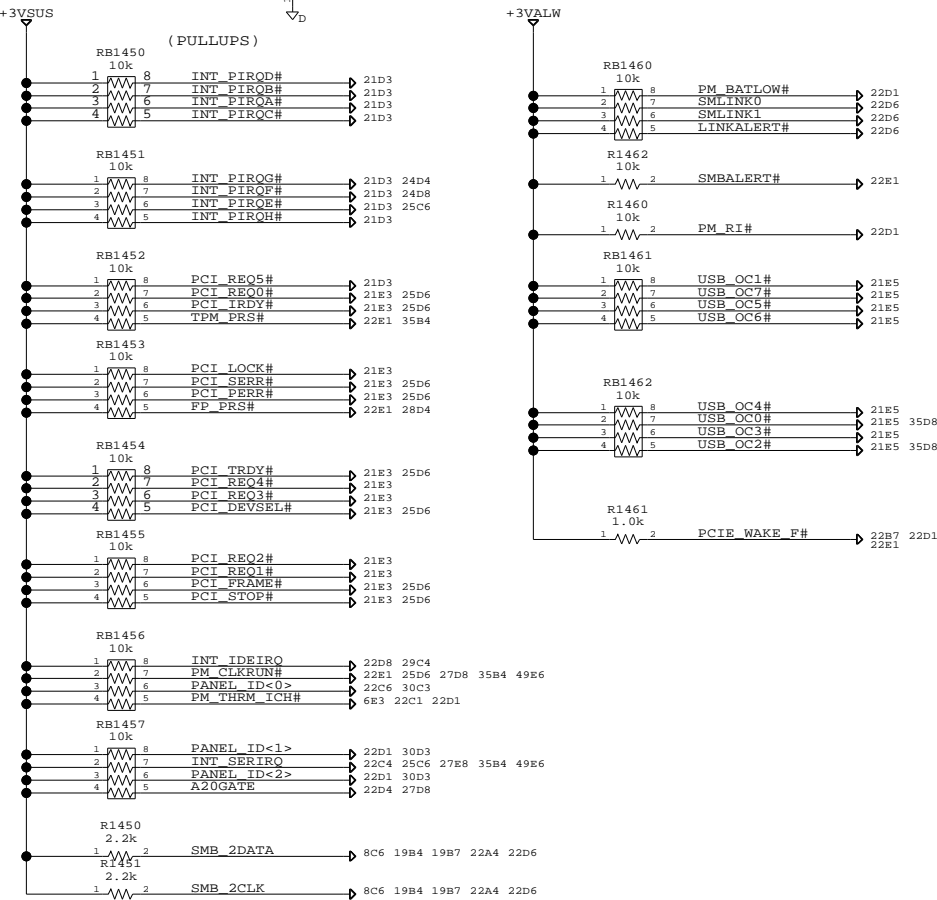 +3VSUS
D
(PULLUPS)
RB1450
10k
1 8 INT_PIRQD# 21D3
2 7 INT_PIRQB# 21D3
3 6 INT_PIRQA# 21D3
4 5 INT_PIRQC# 21D3
RB1451
10k
1 8 INT_PIRQG# 21D3 24D4
2 7 INT_PIRQF# 21D3 24D8
3 6 INT_PIRQE# 21D3 25C6
4 5 INT_PIRQH# 21D3
RB1452
10k
1 8 PCI_REQ5# 21D3
2 7 PCI_REQ0# 21E3 25D6
3 6 PCI_IRDY# 21E3 25D6
4 5 TPM_PRS# 22E1 35B4
RB1453
10k
1 8 PCI_LOCK# 21E3
2 7 PCI_SERR# 21E3 25D6
3 6 PCI_PERR# 21E3 25D6
4 5 FP_PRS# 22E1 28D4
RB1454
10k
1 8 PCI_TRDY# 21E3 25D6
2 7 PCI_REQ4# 21E3
3 6 PCI_REQ3# 21E3
4 5 PCI_DEVSEL# 21E3 25D6
RB1455
10k
1 8 PCI_REQ2# 21E3
2 7 PCI_REQ1# 21E3
3 6 PCI_FRAME# 21E3 25D6
4 5 PCI_STOP# 21E3 25D6
RB1456
10k
1 8 INT_IDEIRQ 22D8 29C4
2 7 PM_CLKRUN# 22E1 25D6 27D8 35B4 49E6
3 6 PANEL_ID<0> 22C6 30C3
4 5 PM_THRM_ICH# 6E3 22C1 22D1
RB1457
10k
1 8 PANEL_ID<1> 22D1 30D3
2 7 INT_SERIRQ 22C4 25C6 27E8 35B4 49E6
3 6 PANEL_ID<2> 22D1 30D3
4 5 A20GATE 22D4 27D8
R1450
2.2k
1 2 SMB_2DATA 8C6 19B4 19B7 22A4 22D6
R1451
2.2k
1 2 SMB_2CLK 8C6 19B4 19B7 22A4 22D6
+3VALW
RB1460
10k
1 8 PM_BATLOW# 22D1
2 7 SMLINK0 22D6
3 6 SMLINK1 22D6
4 5 LINKALERT# 22D6
R1462
10k
1 2 SMBALERT# 22E1
R1460
10k
1 2 PM_RI# 22D1
RB1461
10k
1 8 USB_OC1# 21E5
2 7 USB_OC7# 21E5
3 6 USB_OC5# 21E5
4 5 USB_OC6# 21E5
RB1462
10k
1 8 USB_OC4# 21E5
2 7 USB_OC0# 21E5 35D8
3 6 USB_OC3# 21E5
4 5 USB_OC2# 21E5 35D8
R1461
1.0k
1 2 PCIE_WAKE_F# 22B7 22D1
22E1